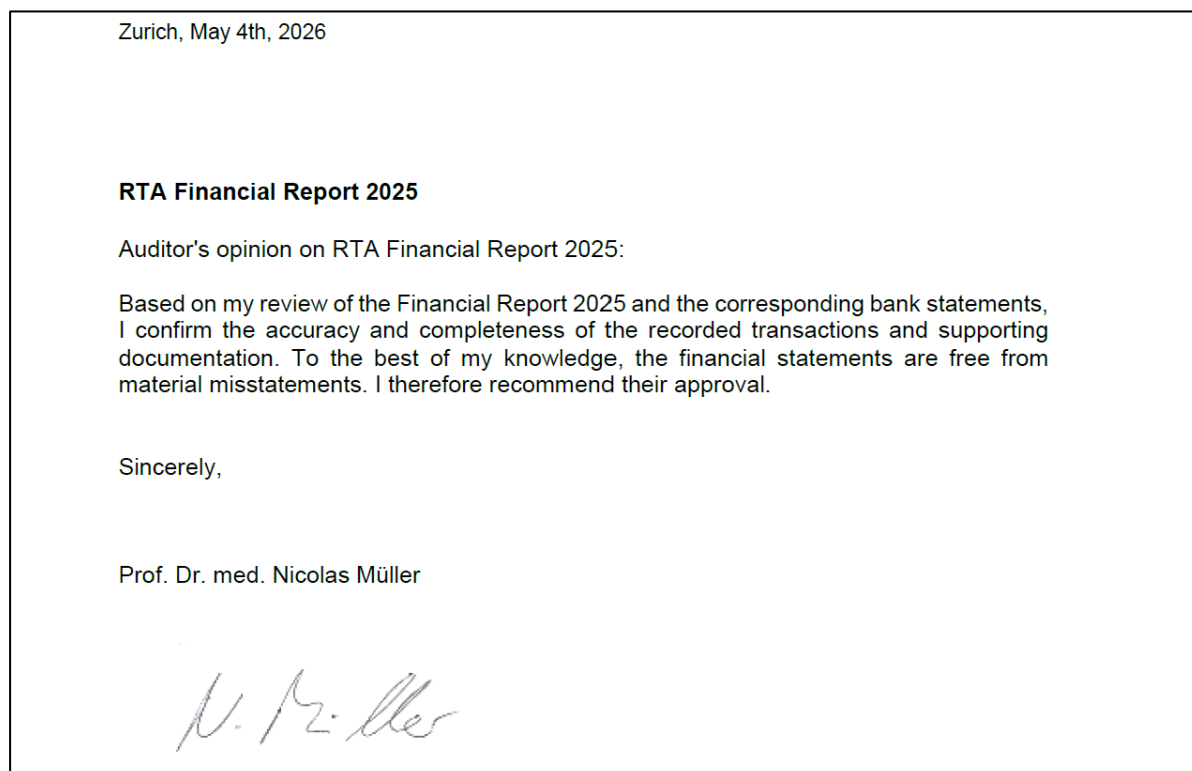 Zurich, May 4th, 2026
RTA Financial Report 2025
Auditor's opinion on RTA Financial Report 2025:
Based on my review of the Financial Report 2025 and the corresponding bank statements,
I confirm the accuracy and completeness of the recorded transactions and supporting
documentation. To the best of my knowledge, the financial statements are free from
material misstatements. I therefore recommend their approval.
Sincerely,
Prof. Dr. med. Nicolas Müller
N. Müller